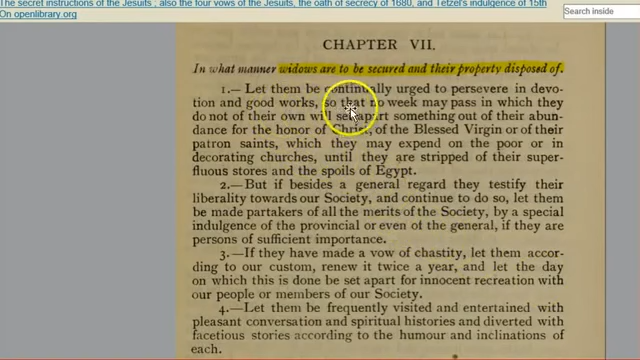 The secret instructions of the Jesuits ; also the four vows of the Jesuits, the oath of secrecy of 1680, and Tetzel's indulgence of 15th
On openlibrary.org
Search inside
CHAPTER VII.
In what manner widows are to be secured and their property disposed of.
1.—Let them be continually urged to persevere in devo-
tion and good works, so that no week may pass in which they
do not of their own will set apart something out of their abun-
dance for the honor of Christ, of the Blessed Virgin or of their
patron saints, which they may expend on the poor or in
decorating churches, until they are stripped of their super-
fluous stores and the spoils of Egypt.
2.—But if besides a general regard they testify their
liberality towards our Society, and continue to do so, let them
be made partakers of all the merits of the Society, by a special
indulgence of the provincial or even of the general, if they are
persons of sufficient importance.
3.—If they have made a vow of chastity, let them accor-
ding to our custom, renew it twice a year, and let the day
on which this is done be set apart for innocent recreation with
our people or members of our Society.
4.—Let them be frequently visited and entertained with
pleasant conversation and spiritual histories and diverted with
facetious stories according to the humour and inclinations of
each.